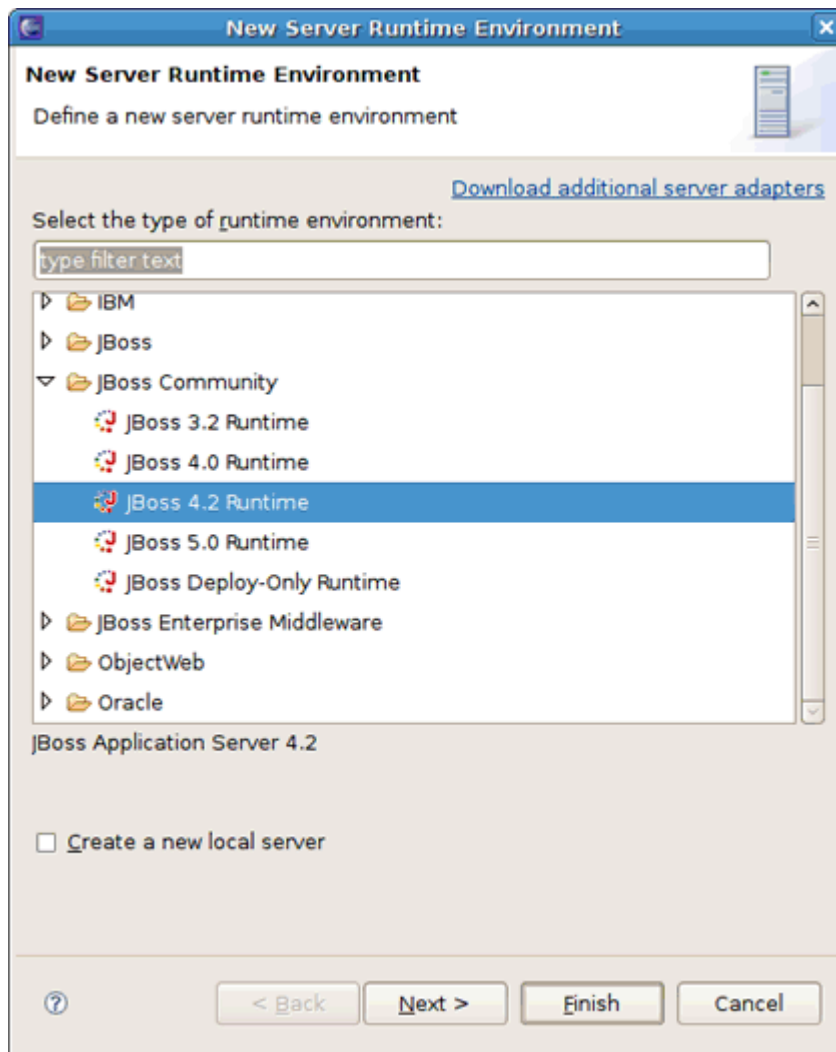 New Server Runtime Environment
New Server Runtime Environment
Define a new server runtime environment
Download additional server adapters
Select the type of runtime environment:
type filter text
IBM
JBoss
JBoss Community
JBoss 3.2 Runtime
JBoss 4.0 Runtime
JBoss 4.2 Runtime
JBoss 5.0 Runtime
JBoss Deploy-Only Runtime
JBoss Enterprise Middleware
ObjectWeb
Oracle
JBoss Application Server 4.2
Create a new local server
? < Back Next > Finish Cancel